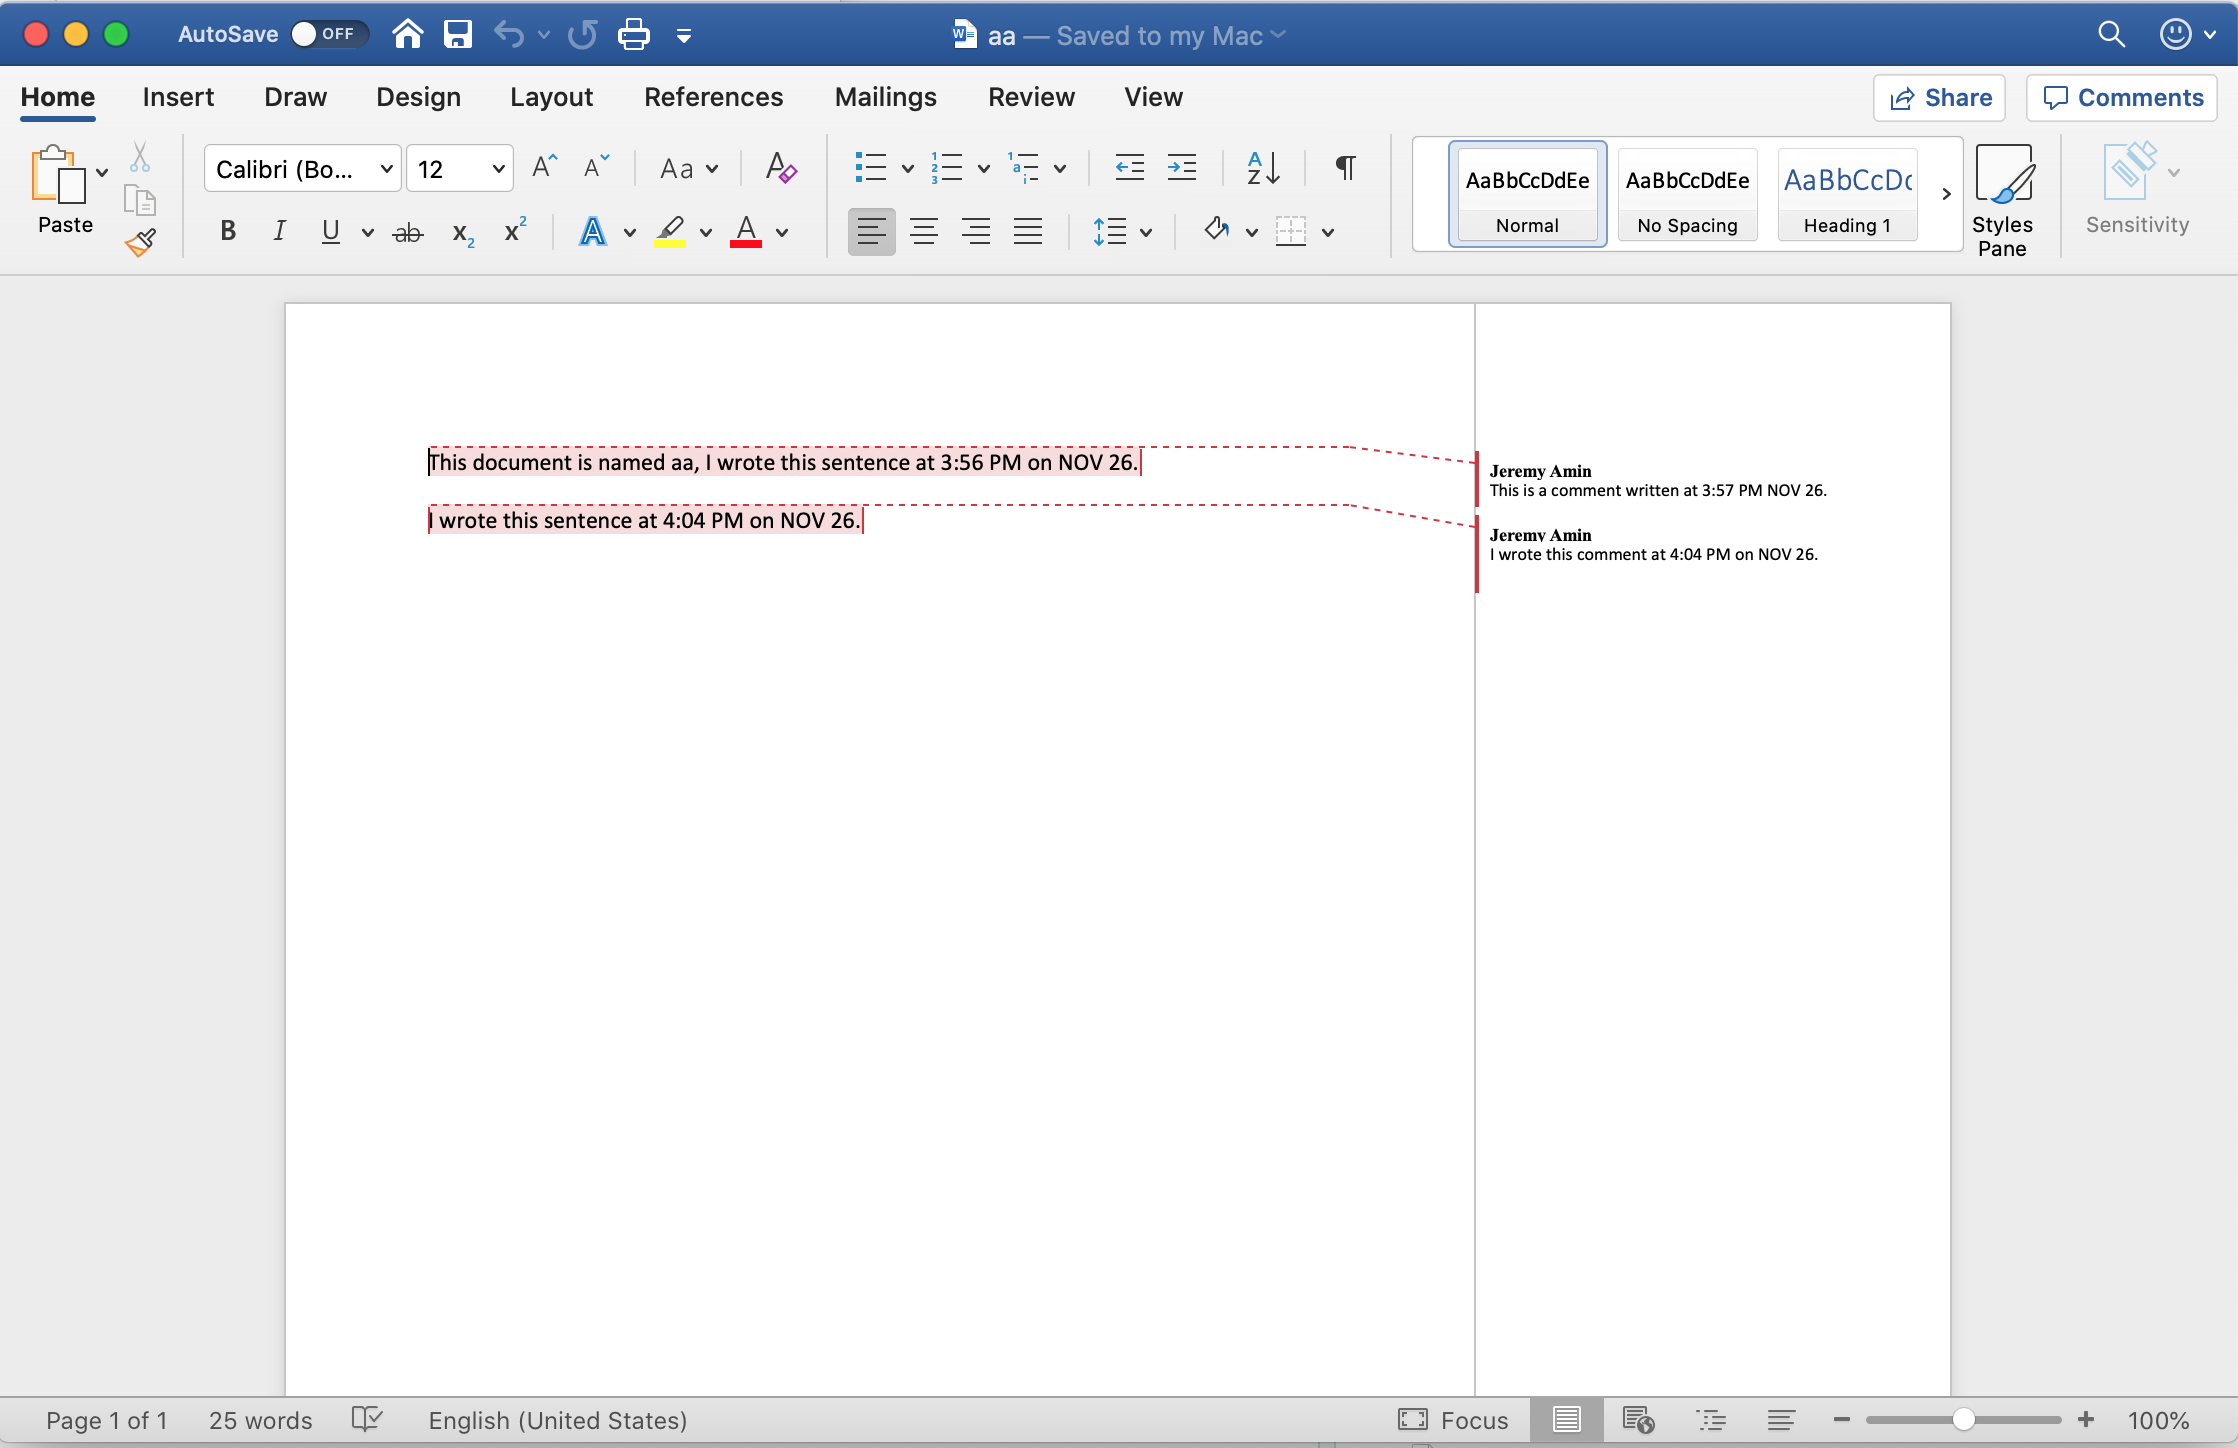 AutoSave OFF aa — Saved to my Mac
Home Insert Draw Design Layout References Mailings Review View Share Comments
Paste
Calibri (Bo... 12
Aa
AaBbCcDdEe AaBbCcDdEe AaBbCcDc
Normal No Spacing Heading 1
Styles Pane
Sensitivity
B I U ab x₂ x² A A
This document is named aa, I wrote this sentence at 3:56 PM on NOV 26.
I wrote this sentence at 4:04 PM on NOV 26.
Jeremy Amin
This is a comment written at 3:57 PM NOV 26.
Jeremy Amin
I wrote this comment at 4:04 PM on NOV 26.
Page 1 of 1 25 words English (United States) Focus 100%